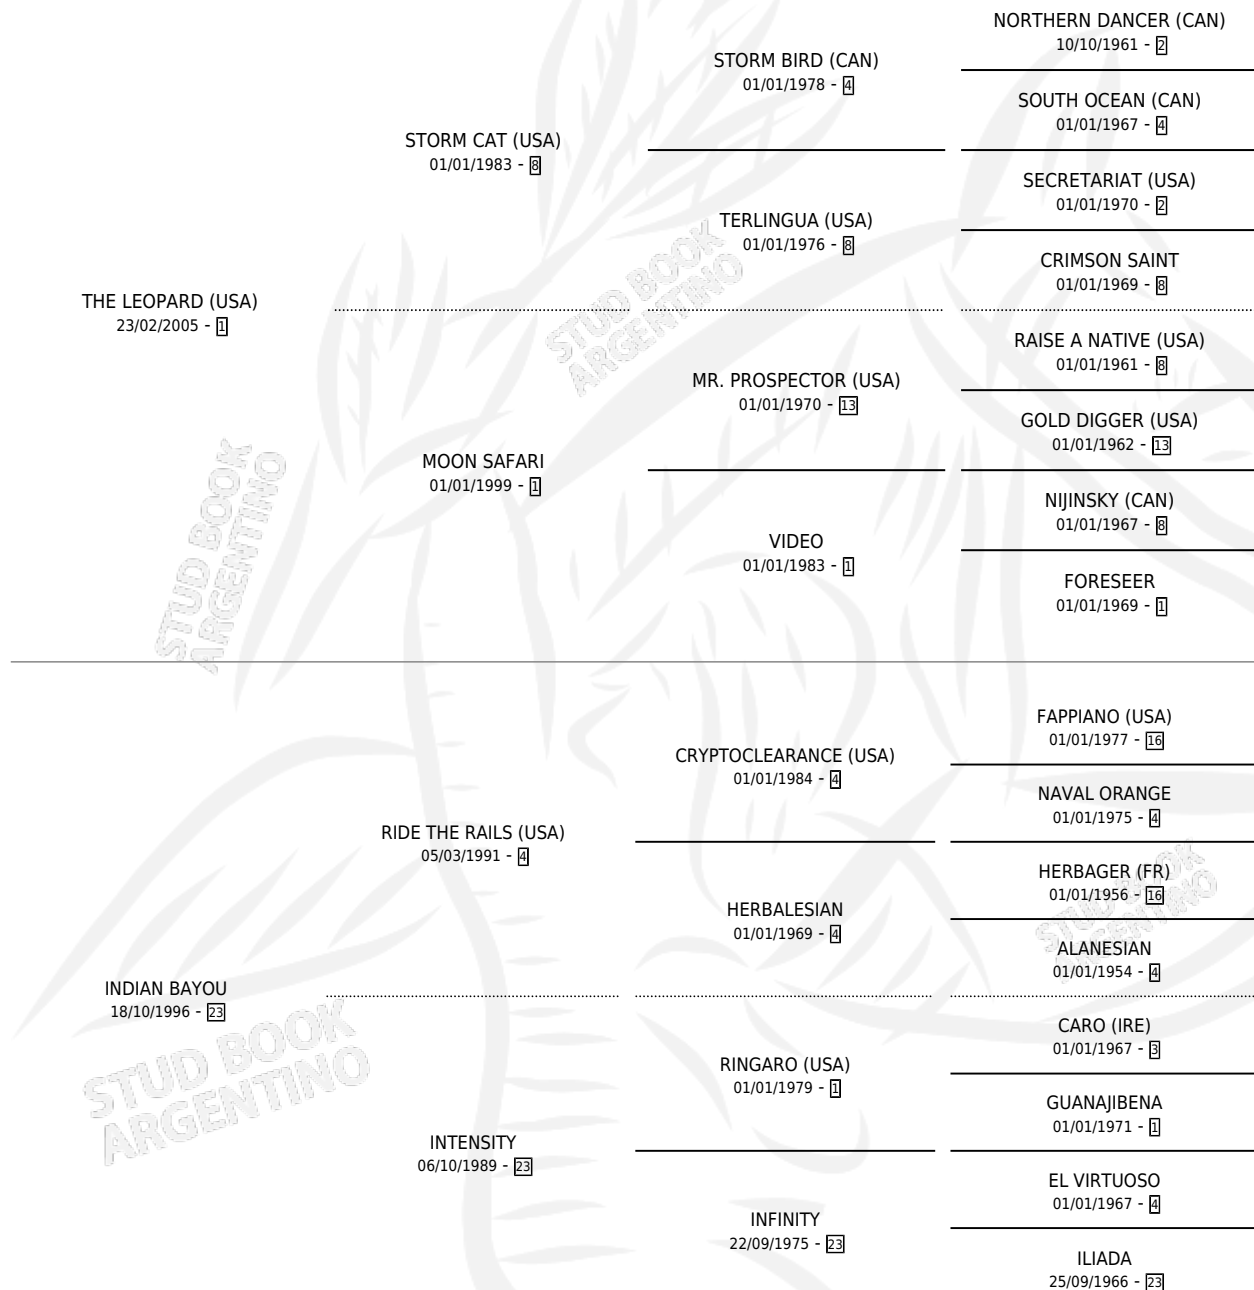 NORTHERN DANCER (CAN)
10/10/1961 - 2
STORM BIRD (CAN)
01/01/1978 - 4
SOUTH OCEAN (CAN)
01/01/1967 - 4
STORM CAT (USA)
01/01/1983 - 8
SECRETARIAT (USA)
01/01/1970 - 2
TERLINGUA (USA)
01/01/1976 - 8
CRIMSON SAINT
01/01/1969 - 8
THE LEOPARD (USA)
23/02/2005 - 1
STUD BOOK
ARGENTINO
RAISE A NATIVE (USA)
01/01/1961 - 8
MR. PROSPECTOR (USA)
01/01/1970 - 13
GOLD DIGGER (USA)
01/01/1962 - 13
MOON SAFARI
01/01/1999 - 1
NIJINSKY (CAN)
01/01/1967 - 8
VIDEO
01/01/1983 - 1
FORESEER
01/01/1969 - 1
STUD BOOK
ARGENTINO
FAPPIANO (USA)
01/01/1977 - 16
CRYPTOCLEARANCE (USA)
01/01/1984 - 4
NAVAL ORANGE
01/01/1975 - 4
RIDE THE RAILS (USA)
05/03/1991 - 4
HERBAGER (FR)
01/01/1956 - 16
HERBALESIAN
01/01/1969 - 4
STUD BOOK
ARGENTINO
ALANESIAN
01/01/1954 - 4
INDIAN BAYOU
18/10/1996 - 23
STUD BOOK
ARGENTINO
CARO (IRE)
01/01/1967 - 3
RINGARO (USA)
01/01/1979 - 1
GUANAJIBENA
01/01/1971 - 1
INTENSITY
06/10/1989 - 23
EL VIRTUOSO
01/01/1967 - 4
INFINITY
22/09/1975 - 23
ILIADA
25/09/1966 - 23